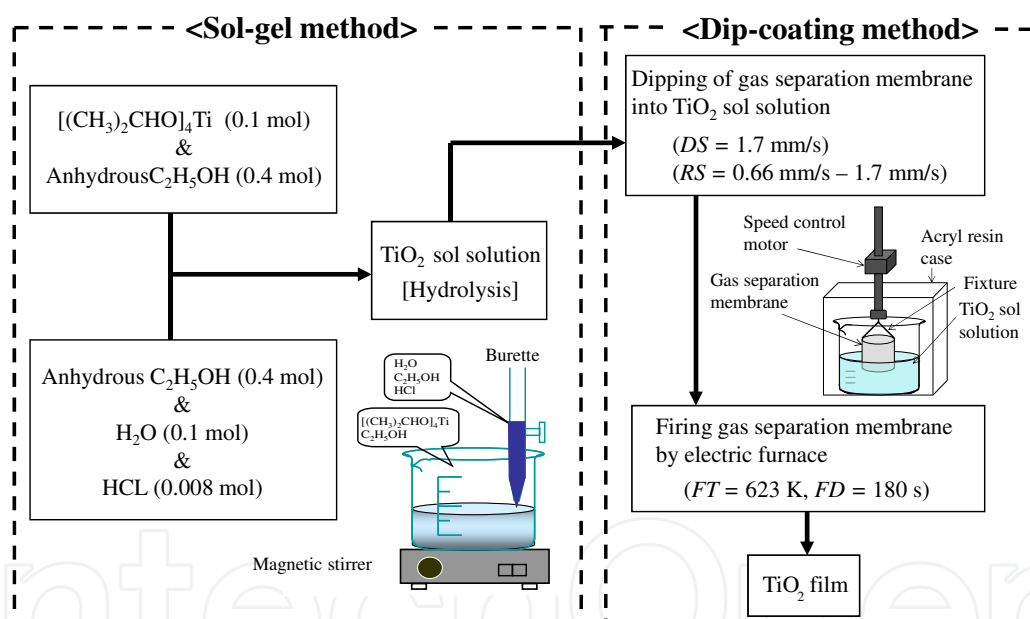 <Sol-gel method>
[(CH₃)₂CHO]₄Ti (0.1 mol)
&
AnhydrousC₂H₅OH (0.4 mol)
TiO₂ sol solution
[Hydrolysis]
Anhydrous C₂H₅OH (0.4 mol)
&
H₂O (0.1 mol)
&
HCL (0.008 mol)
Burette
H₂O
C₂H₅OH
HCl
[(CH₃)₂CHO]₄Ti
C₂H₅OH
Magnetic stirrer
<Dip-coating method>
Dipping of gas separation membrane
into TiO₂ sol solution
(DS = 1.7 mm/s)
(RS = 0.66 mm/s – 1.7 mm/s)
Speed control
motor
Acryl resin
case
Gas separation
membrane
Fixture
TiO₂ sol
solution
Firing gas separation membrane
by electric furnace
(FT = 623 K, FD = 180 s)
TiO₂ film